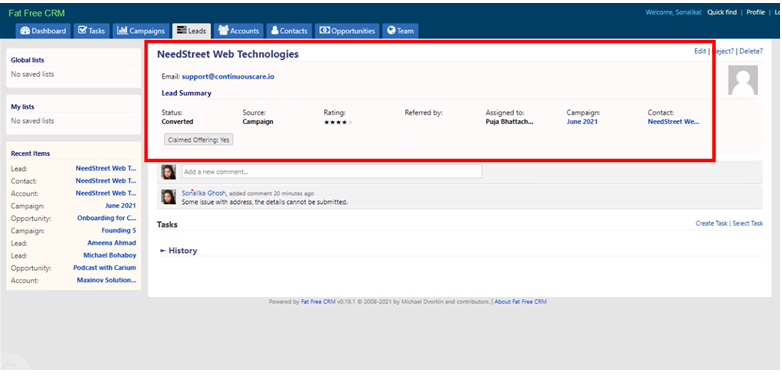 Fat Free CRM
Welcome, Sonalika! Quick find | Profile |
Dashboard Tasks Campaigns Leads Accounts Contacts Opportunities Team
Global lists
No saved lists
My lists
No saved lists
Recent Items
Lead: NeedStreet Web T...
Contact: NeedStreet Web T...
Account: NeedStreet Web T...
Campaign: June 2021
Opportunity: Onboarding for C...
Campaign: Founding 5
Lead: Ameena Ahmad
Lead: Michael Bohaboy
Opportunity: Podcast with Carium
Account: Maxinov Solution...
NeedStreet Web Technologies
Edit | Reject? | Delete?
Email: support@continuouscare.io
Lead Summary
Status: Source: Rating: Referred by: Assigned to: Campaign: Contact:
Converted Campaign ★★★★★ Puja Bhattach... June 2021 NeedStreet We...
Claimed Offering: Yes
Add a new comment...
Sonalika Ghosh, added comment 20 minutes ago
Some issue with address, the details cannot be submitted.
Tasks
Create Task | Select Task
► History
Powered by Fat Free CRM v0.19.1 © 2008-2021 by Michael Dvorkin and contributors. | About Fat Free CRM